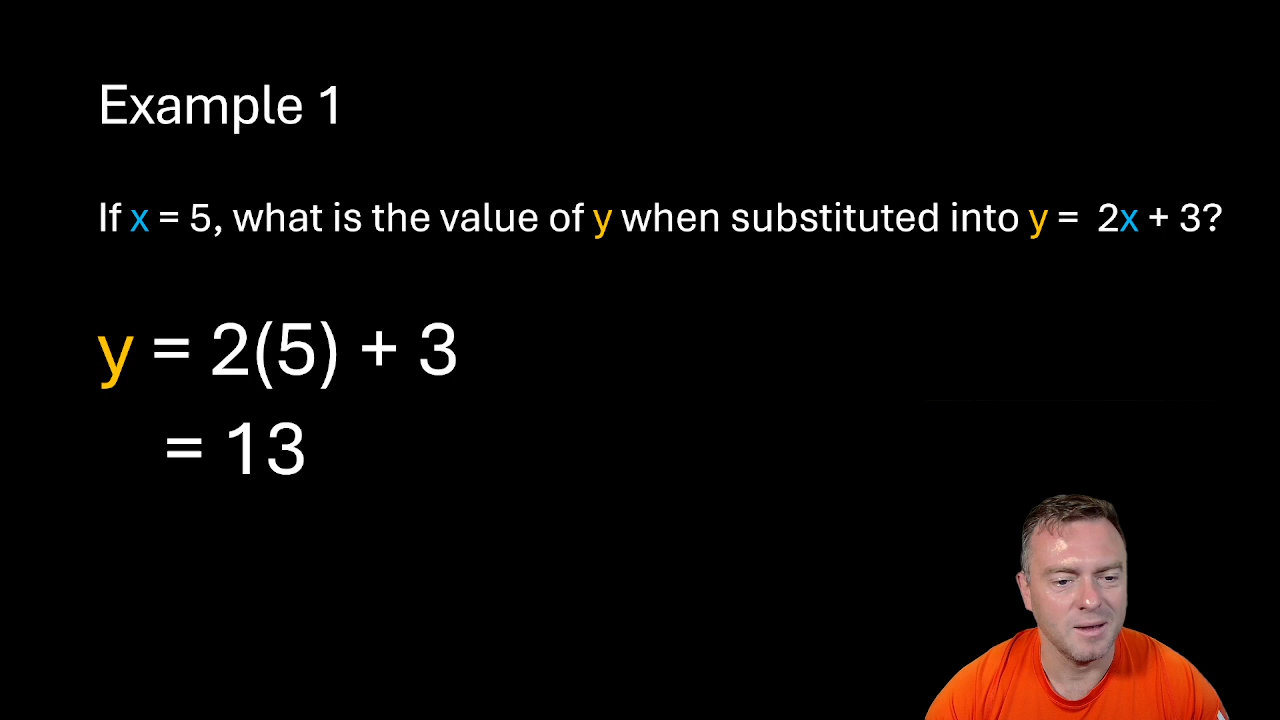 Example 1
If x = 5, what is the value of y when substituted into y = 2x + 3?
y = 2(5) + 3
= 13